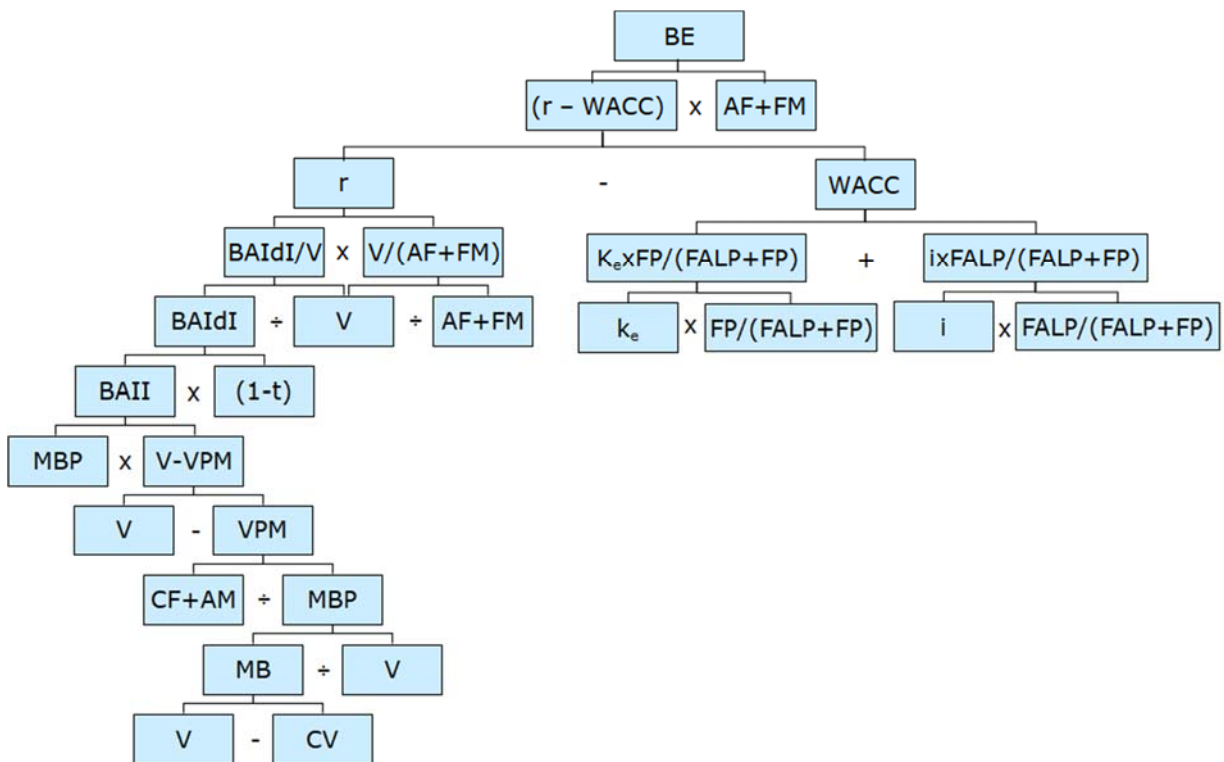 BE
(r – WACC) x AF+FM
r - WACC
BAIdI/V x V/(AF+FM) KexFP/(FALP+FP) + ixFALP/(FALP+FP)
BAIdI ÷ V ÷ AF+FM ke x FP/(FALP+FP) i x FALP/(FALP+FP)
BAII x (1-t)
MBP x V-VPM
V - VPM
CF+AM ÷ MBP
MB ÷ V
V - CV